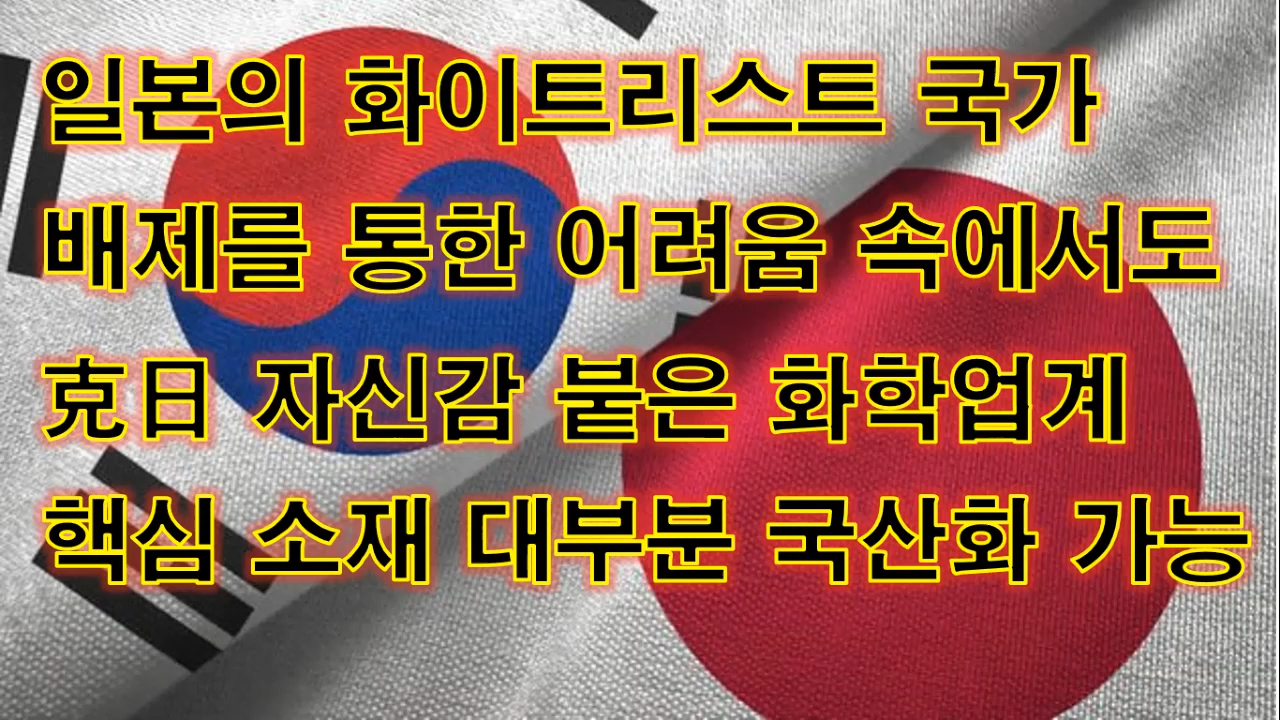 일본의 화이트리스트 국가
배제를 통한 어려움 속에서도
克日 자신감 붙은 화학업계
핵심 소재 대부분 국산화 가능